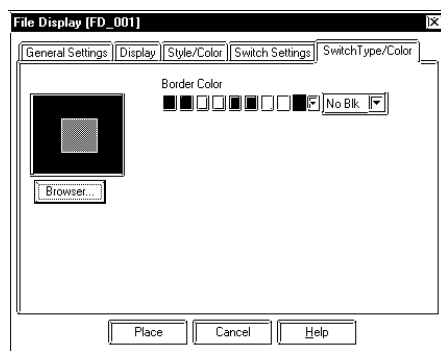 File Display [FD_001]
General Settings Display Style/Color Switch Settings SwitchType/Color
Border Color
No Blk
Browser...
Place Cancel Help